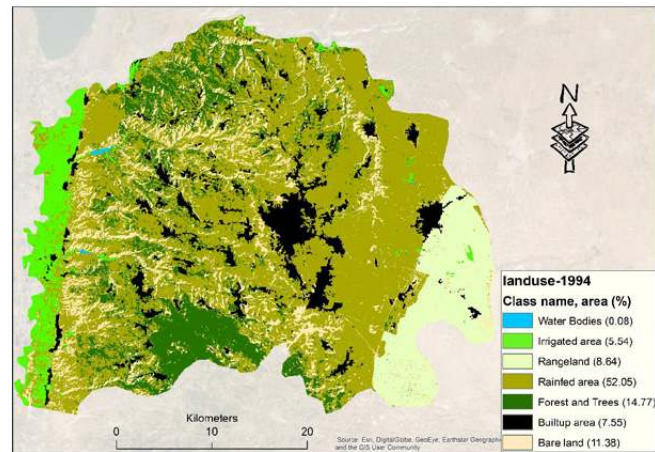 N
landuse-1994
Class name, area (%)
Water Bodies (0.08)
Irrigated area (5.54)
Rangeland (8.64)
Rainfed area (52.05)
Forest and Trees (14.77)
Builtup area (7.55)
Bare land (11.38)
Kilometers
0 10 20
Source: Esri, DigitalGlobe, GeoEye, Earthstar Geographic
and the GIS User Community